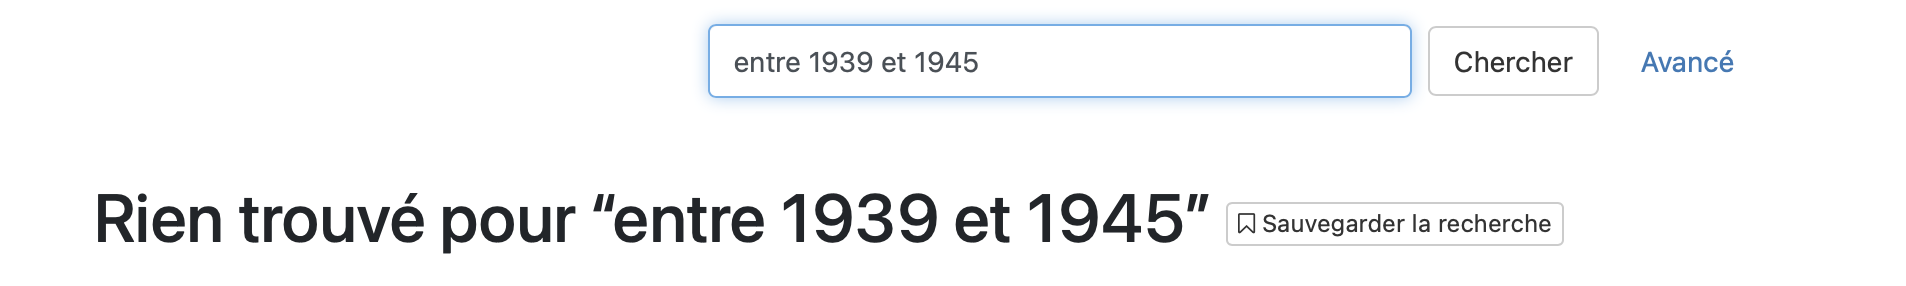 entre 1939 et 1945 Chercher Avancé
Rien trouvé pour “entre 1939 et 1945” Sauvegarder la recherche